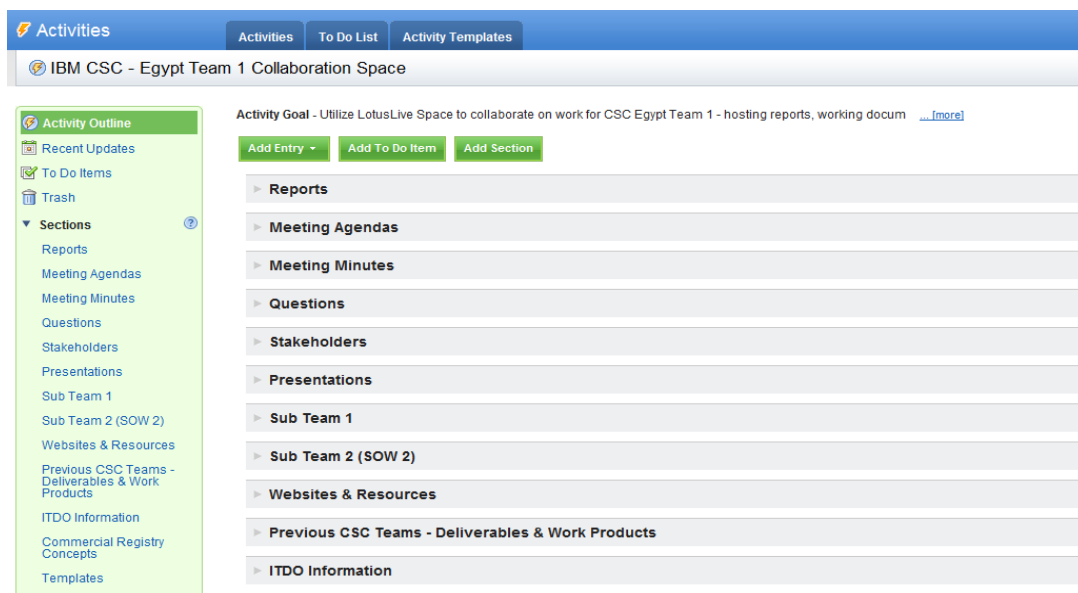 Activities
Activities To Do List Activity Templates
IBM CSC - Egypt Team 1 Collaboration Space
Activity Outline
Recent Updates
To Do Items
Trash
Sections ?
Reports
Meeting Agendas
Meeting Minutes
Questions
Stakeholders
Presentations
Sub Team 1
Sub Team 2 (SOW 2)
Websites & Resources
Previous CSC Teams -
Deliverables & Work
Products
ITDO Information
Commercial Registry
Concepts
Templates
Activity Goal - Utilize LotusLive Space to collaborate on work for CSC Egypt Team 1 - hosting reports, working docum ... [more]
Add Entry Add To Do Item Add Section
Reports
Meeting Agendas
Meeting Minutes
Questions
Stakeholders
Presentations
Sub Team 1
Sub Team 2 (SOW 2)
Websites & Resources
Previous CSC Teams - Deliverables & Work Products
ITDO Information